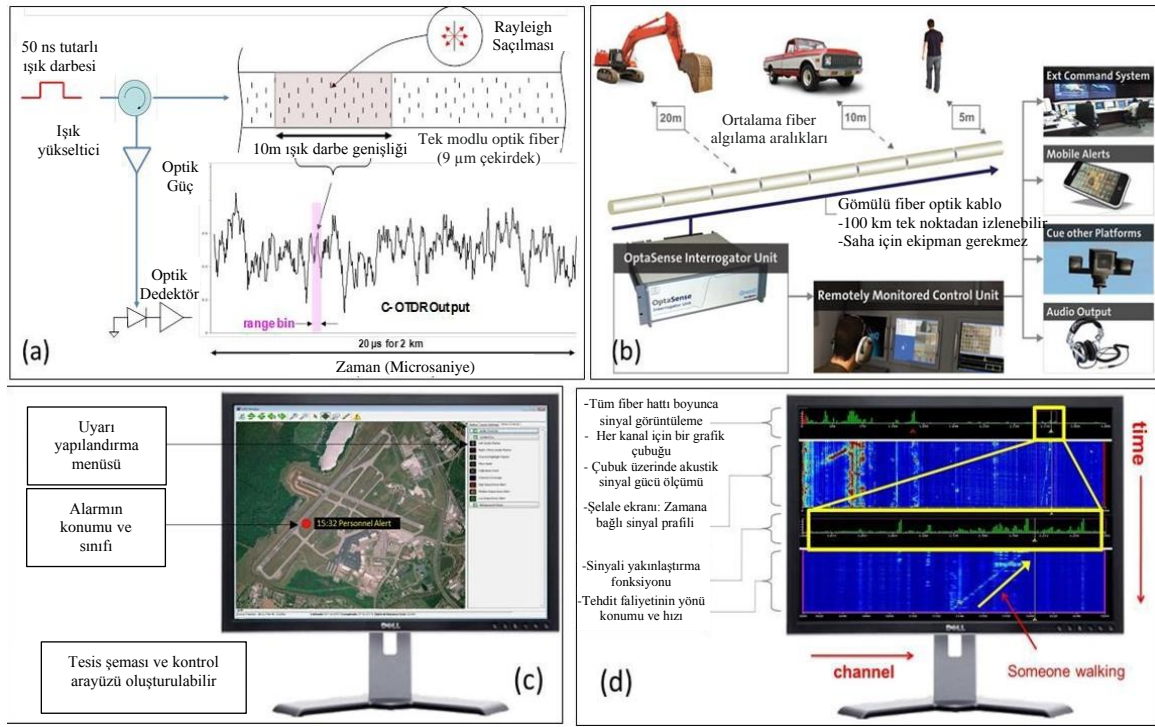 50 ns tutarlı
ışık darbesi
Rayleigh
Saçılması
Işık
yükseltici
10m ışık darbe genişliği
Tek modlu optik fiber
(9 µm çekirdek)
Optik
Güç
Optik
Dedektör
C-OTDR Output
range bin
20 µs for 2 km
Zaman (Microsaniye)
(a)
20m
10m
5m
Ortalama fiber
algılama aralıkları
Gömülü fiber optik kablo
-100 km tek noktadan izlenebilir
-Saha için ekipman gerekmez
OptaSense Interrogator Unit
OptaSense
Remotely Monitored Control Unit
Ext Command System
Mobile Alerts
Cue other Platforms
Audio Output
(b)
Uyarı
yapılandırma
menüsü
Alarmın
konumu ve
sınıfı
Tesis şeması ve kontrol
arayüzü oluşturulabilir
15:32 Personnel Alert
DELL
(c)
-Tüm fiber hattı boyunca
sinyal görüntüleme
- Her kanal için bir grafik
çubuğu
- Çubuk üzerinde akustik
sinyal gücü ölçümü
-Şelale ekranı: Zamana
bağlı sinyal prafili
-Sinyali yakınlaştırma
fonksiyonu
-Tehdit faliyetinin yönü
konumu ve hızı
time
DELL
channel
Someone walking
(d)